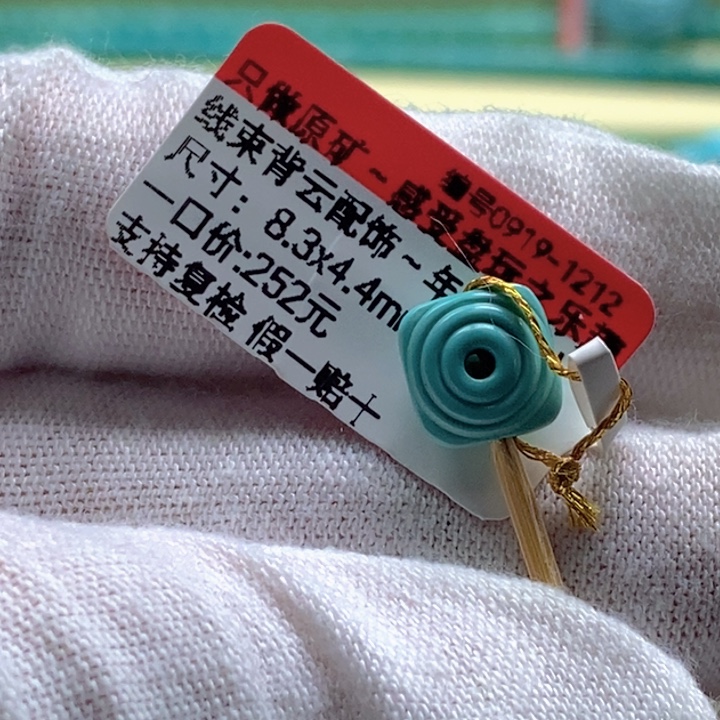 编号0919-1212
只做原矿~感受盘玩之乐趣
线束背云配饰~年
尺寸: 8.3x4.4m
一口价:252元
支持复检 假一赔十